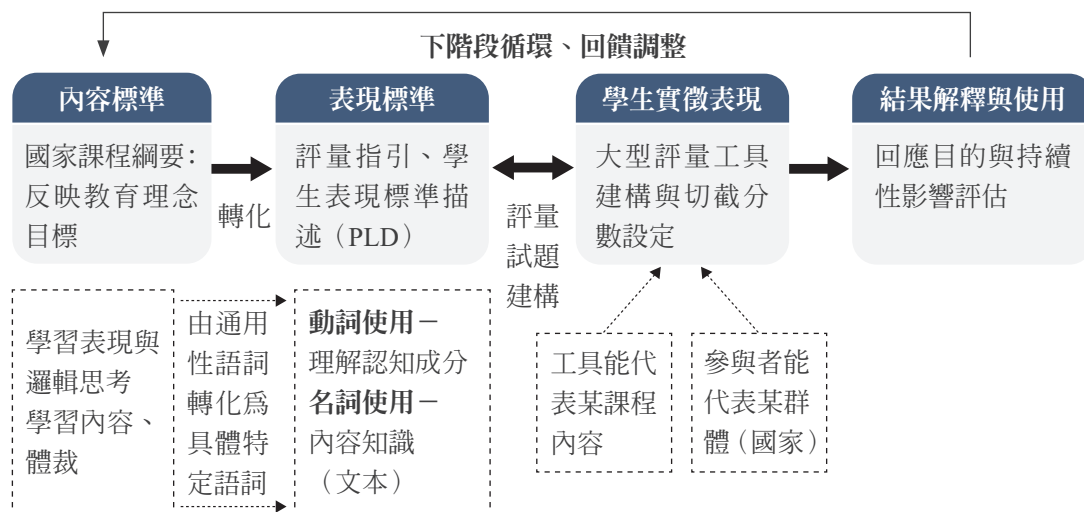 下階段循環、回饋調整
內容標準
國家課程綱要：
反映教育理念
目標
轉化
表現標準
評量指引、學
生表現標準描
述（PLD）
評量
試題
建構
學生實徵表現
大型評量工具
建構與切截分
數設定
結果解釋與使用
回應目的與持續
性影響評估
學習表現與
邏輯思考
學習內容、
體裁
由通用
性語詞
轉化爲
具體特
定語詞
動詞使用－
理解認知成分
名詞使用－
內容知識
（文本）
工具能代
表某課程
內容
參與者能
代表某群
體（國家）